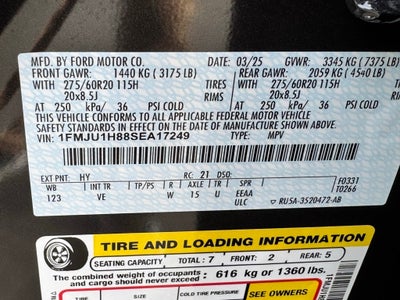 MFD. BY FORD MOTOR CO. 03/25 GVWR: 3345 KG (7375 LB)
FRONT GAWR: 1440 KG (3175 LB) REAR GAWR: 2059 KG (4540 LB)
275/60R20 115H TIRES 275/60R20 115H TIRES
20x8.5J RIMS 20x8.5J RIMS
AT 250 kPa/ 36 PSI COLD AT 250 kPa/ 36 PSI COLD
THIS VEHICLE CONFORMS TO ALL APPLICABLE FEDERAL MOTOR VEHICLE
SAFETY, BUMPER, AND THEFT PREVENTION STANDARDS IN EFFECT ON THE
DATE OF MANUFACTURE SHOWN ABOVE.
VIN: 1FMJU1H88SEA17249 TYPE: MPV
EXT PNT: HY RC: 21 DSO: F0331
WB TP/PS R AXLE TR SPR EEAA T0266
123 VE W 15 U
ULC RU5A-3520472-AB
TIRE AND LOADING INFORMATION
SEATING CAPACITY TOTAL: 7 FRONT: 2 REAR: 5
The combined weight of occupants and cargo should never exceed: 616 kg or 1360 lbs.
COLD TIRE PRESSURE
SEE OWNERS